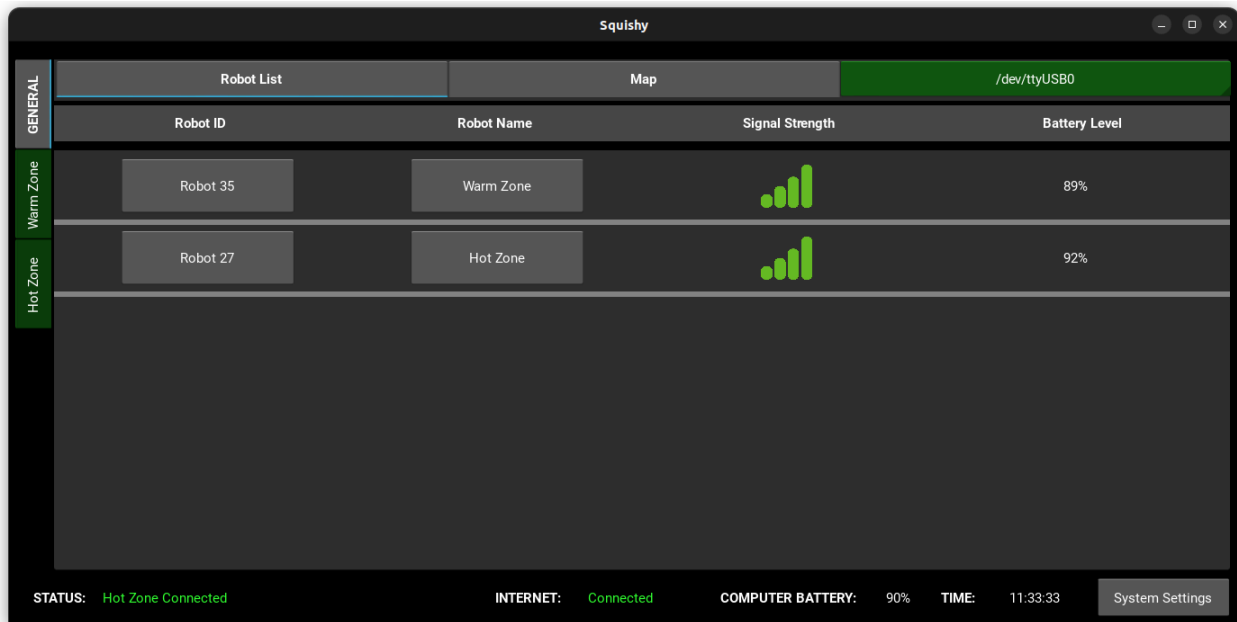 Squishy
GENERAL
Warm Zone
Hot Zone
Robot List Map /dev/ttyUSB0
Robot ID Robot Name Signal Strength Battery Level
Robot 35 Warm Zone 89%
Robot 27 Hot Zone 92%
STATUS: Hot Zone Connected INTERNET: Connected COMPUTER BATTERY: 90% TIME: 11:33:33 System Settings